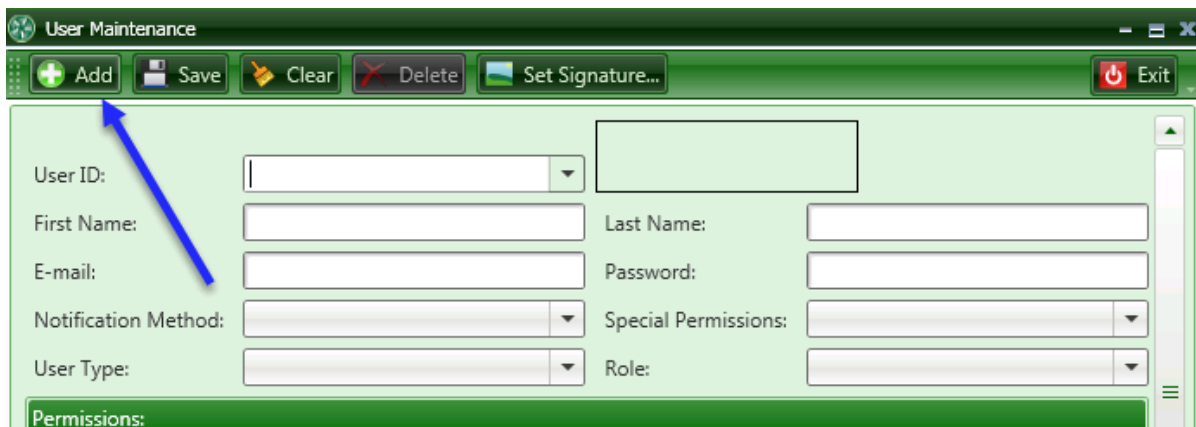 User Maintenance
Add Save Clear Delete Set Signature... Exit
User ID:
First Name: Last Name:
E-mail: Password:
Notification Method: Special Permissions:
User Type: Role:
Permissions: